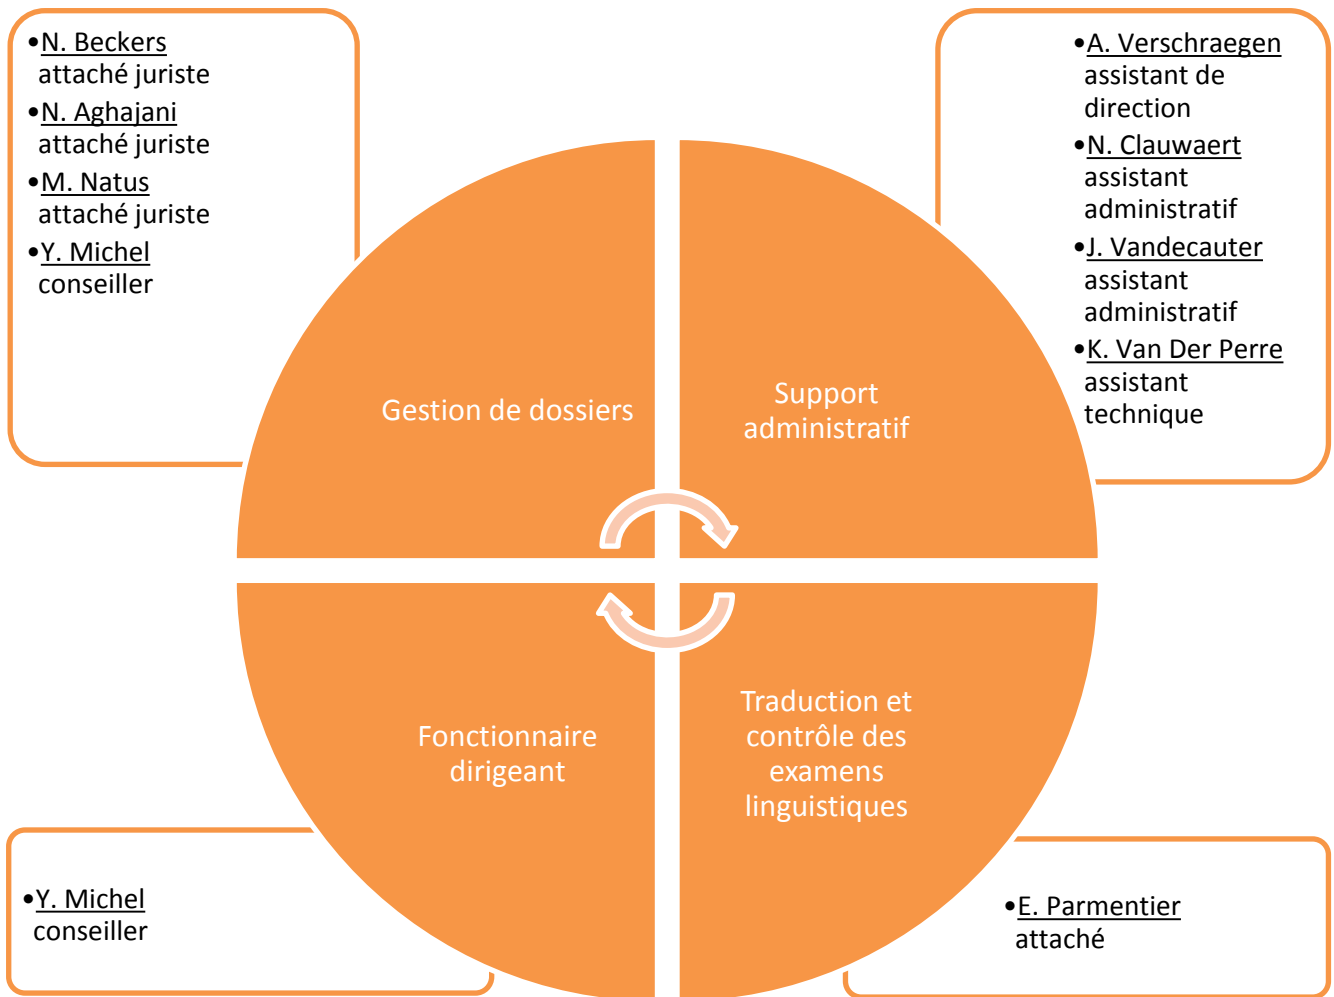 •N. Beckers
attaché juriste
•N. Aghajani
attaché juriste
•M. Natus
attaché juriste
•Y. Michel
conseiller
•A. Verschraegen
assistant de
direction
•N. Clauwaert
assistant
administratif
•J. Vandecauter
assistant
administratif
•K. Van Der Perre
assistant
technique
Gestion de dossiers
Support
administratif
Fonctionnaire
dirigeant
Traduction et
contrôle des
examens
linguistiques
•Y. Michel
conseiller
•E. Parmentier
attaché